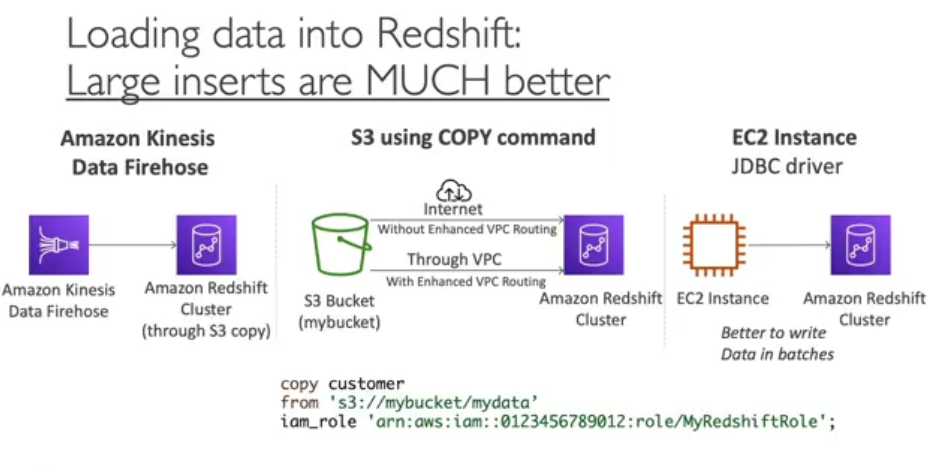 Loading data into Redshift:
Large inserts are MUCH better
Amazon Kinesis
Data Firehose
Amazon Kinesis
Data Firehose
Amazon Redshift
Cluster
(through S3 copy)
S3 using COPY command
Internet
Without Enhanced VPC Routing
Through VPC
With Enhanced VPC Routing
S3 Bucket
(mybucket)
Amazon Redshift
Cluster
EC2 Instance
JDBC driver
EC2 Instance
Amazon Redshift
Cluster
Better to write
Data in batches
copy customer
from 's3://mybucket/mydata’
iam_role 'arn:aws:iam::0123456789012:role/MyRedshiftRole';